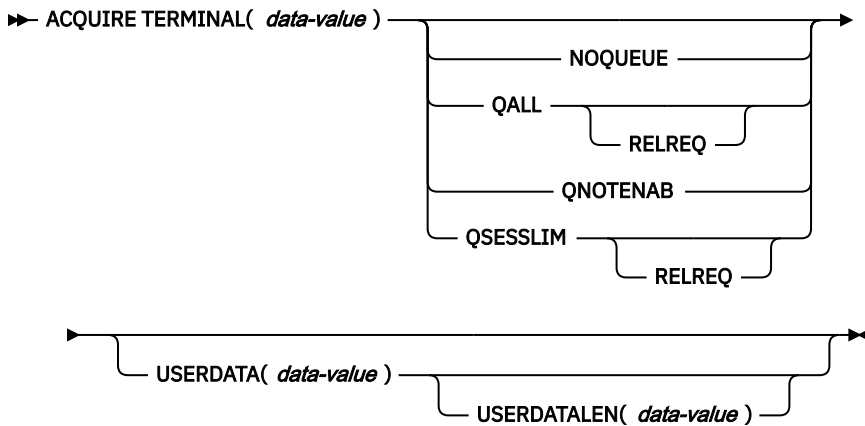 ACQUIRE TERMINAL( data-value )
NOQUEUE
QALL
RELREQ
QNOTENAB
QSESSLIM
RELREQ
USERDATA( data-value )
USERDATALEN( data-value )